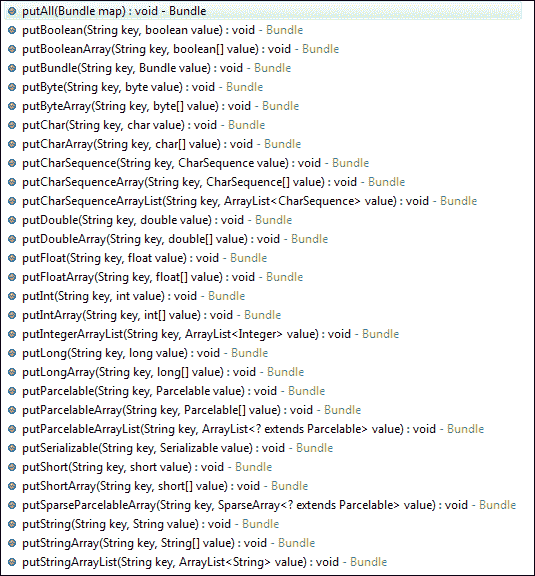 putAll(Bundle map) : void - Bundle
putBoolean(String key, boolean value) : void - Bundle
putBooleanArray(String key, boolean[] value) : void - Bundle
putBundle(String key, Bundle value) : void - Bundle
putByte(String key, byte value) : void - Bundle
putByteArray(String key, byte[] value) : void - Bundle
putChar(String key, char value) : void - Bundle
putCharArray(String key, char[] value) : void - Bundle
putCharSequence(String key, CharSequence value) : void - Bundle
putCharSequenceArray(String key, CharSequence[] value) : void - Bundle
putCharSequenceArrayList(String key, ArrayList<CharSequence> value) : void - Bundle
putDouble(String key, double value) : void - Bundle
putDoubleArray(String key, double[] value) : void - Bundle
putFloat(String key, float value) : void - Bundle
putFloatArray(String key, float[] value) : void - Bundle
putInt(String key, int value) : void - Bundle
putIntArray(String key, int[] value) : void - Bundle
putIntegerArrayList(String key, ArrayList<Integer> value) : void - Bundle
putLong(String key, long value) : void - Bundle
putLongArray(String key, long[] value) : void - Bundle
putParcelable(String key, Parcelable value) : void - Bundle
putParcelableArray(String key, Parcelable[] value) : void - Bundle
putParcelableArrayList(String key, ArrayList<? extends Parcelable> value) : void - Bundle
putSerializable(String key, Serializable value) : void - Bundle
putShort(String key, short value) : void - Bundle
putShortArray(String key, short[] value) : void - Bundle
putSparseParcelableArray(String key, SparseArray<? extends Parcelable> value) : void - Bundle
putString(String key, String value) : void - Bundle
putStringArray(String key, String[] value) : void - Bundle
putStringArrayList(String key, ArrayList<String> value) : void - Bundle